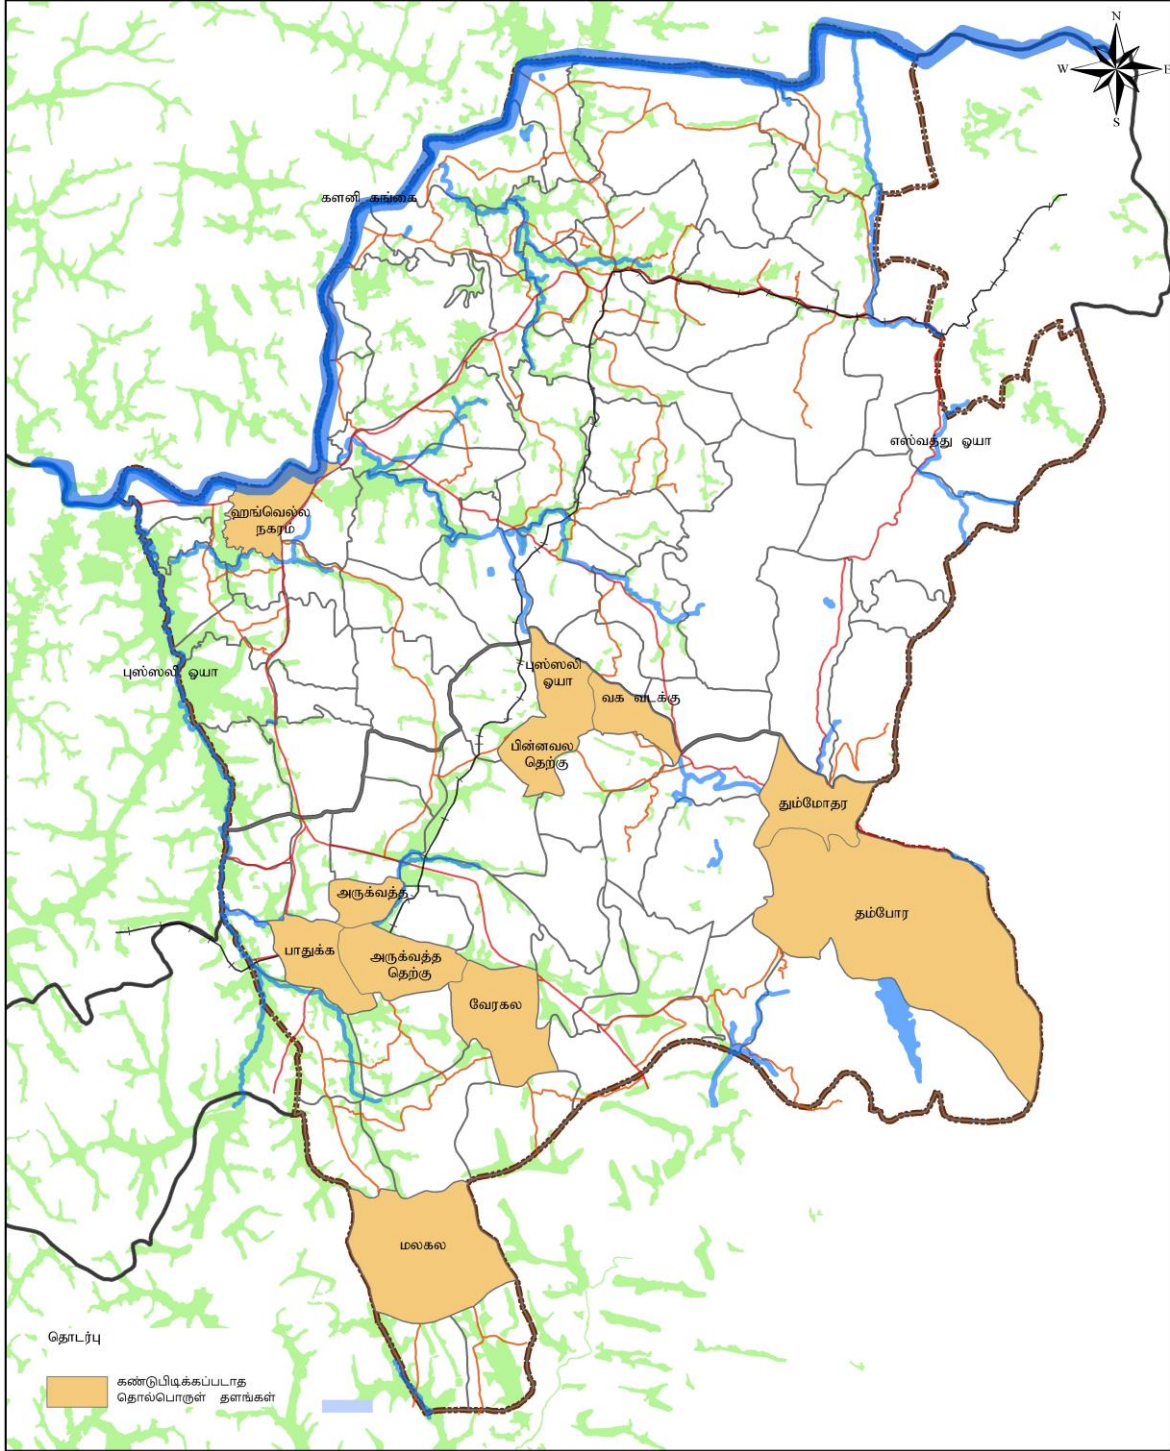 N
W
E
S
களனி கங்கை
எஸ்வத்து ஓயா
ஹங்வெல்ல
நகரம்
புஸ்ஸலி ஓயா
புஸ்ஸலி
ஓயா
வக வடக்கு
பின்னவல
தெற்கு
தும்மோதர
அருக்வத்த
தம்போர
பாதுக்க
அருக்வத்த
தெற்கு
வேரகல
மலகல
தொடர்பு
கண்டுபிடிக்கப்படாத
தொல்பொருள் தளங்கள்